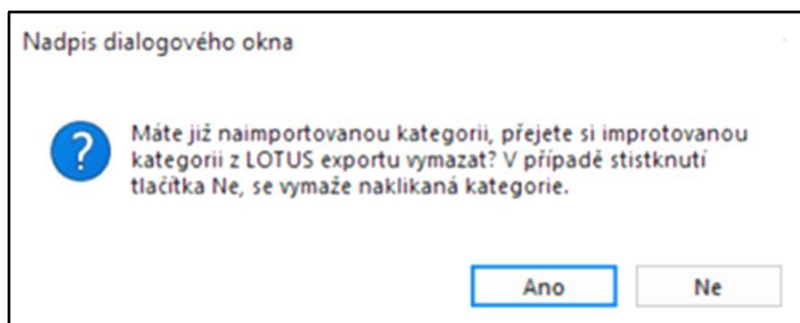 Nadpis dialogového okna
Máte již naimportovanou kategorii, přejete si improtovanou
kategorii z LOTUS exportu vymazat? V případě stistknutí
tlačítka Ne, se vymaže naklikaná kategorie.
Ano
Ne